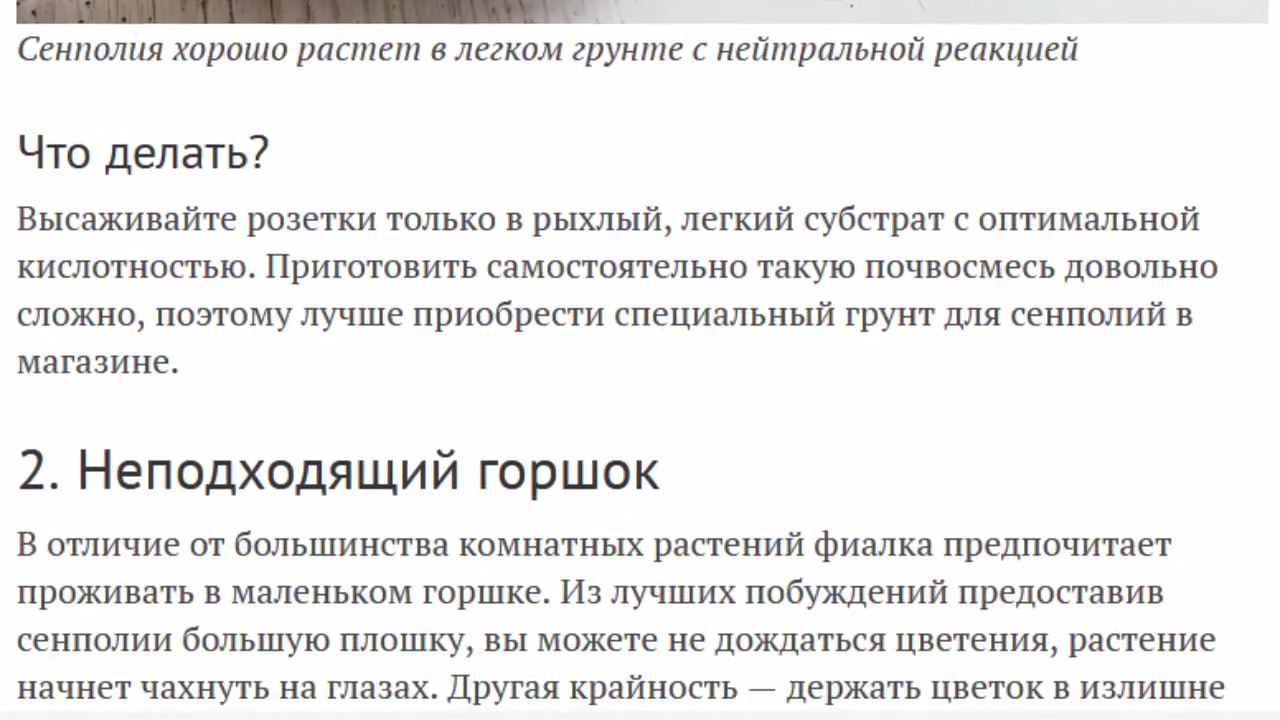 Сенполия хорошо растет в легком грунте с нейтральной реакцией
Что делать?
Высаживайте розетки только в рыхлый, легкий субстрат с оптимальной
кислотностью. Приготовить самостоятельно такую почвосмесь довольно
сложно, поэтому лучше приобрести специальный грунт для сенполий в
магазине.
2. Неподходящий горшок
В отличие от большинства комнатных растений фиалка предпочитает
проживать в маленьком горшке. Из лучших побуждений предоставив
сенполии большую плошку, вы можете не дождаться цветения, растение
начнет чахнуть на глазах. Другая крайность — держать цветок в излишне